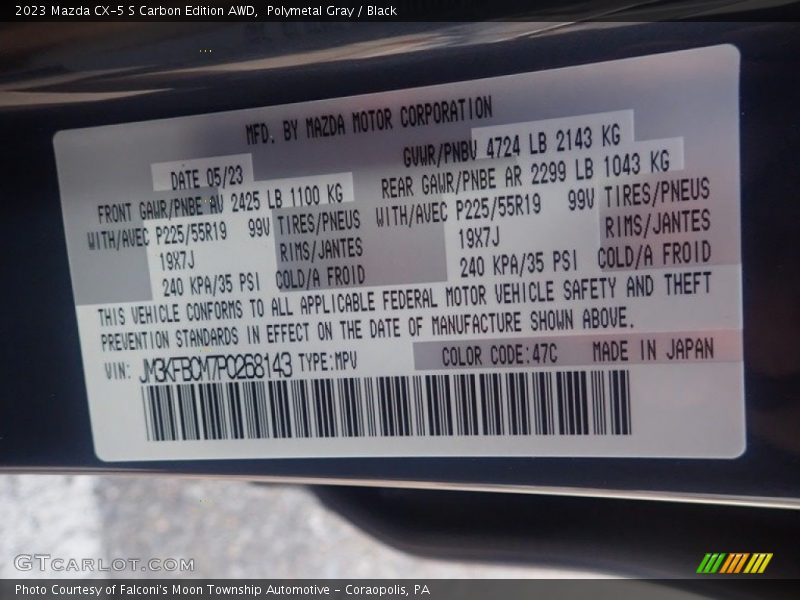 2023 Mazda CX-5 S Carbon Edition AWD, Polymetal Gray / Black
MFD. BY MAZDA MOTOR CORPORATION
DATE 05/23
GVWR/PNBV 4724 LB 2143 KG
FRONT GAWR/PNBE AV 2425 LB 1100 KG
REAR GAWR/PNBE AR 2299 LB 1043 KG
WITH/AVEC P225/55R19 99V TIRES/PNEUS
WITH/AVEC P225/55R19 99V TIRES/PNEUS
19X7J RIMS/JANTES
19X7J RIMS/JANTES
240 KPA/35 PSI COLD/A FROID
240 KPA/35 PSI COLD/A FROID
THIS VEHICLE CONFORMS TO ALL APPLICABLE FEDERAL MOTOR VEHICLE SAFETY AND THEFT
PREVENTION STANDARDS IN EFFECT ON THE DATE OF MANUFACTURE SHOWN ABOVE.
VIN: JM3KFBCM7P0268143 TYPE:MPV
COLOR CODE:47C MADE IN JAPAN
GTcarlot.com
Photo Courtesy of Falconi's Moon Township Automotive - Coraopolis, PA